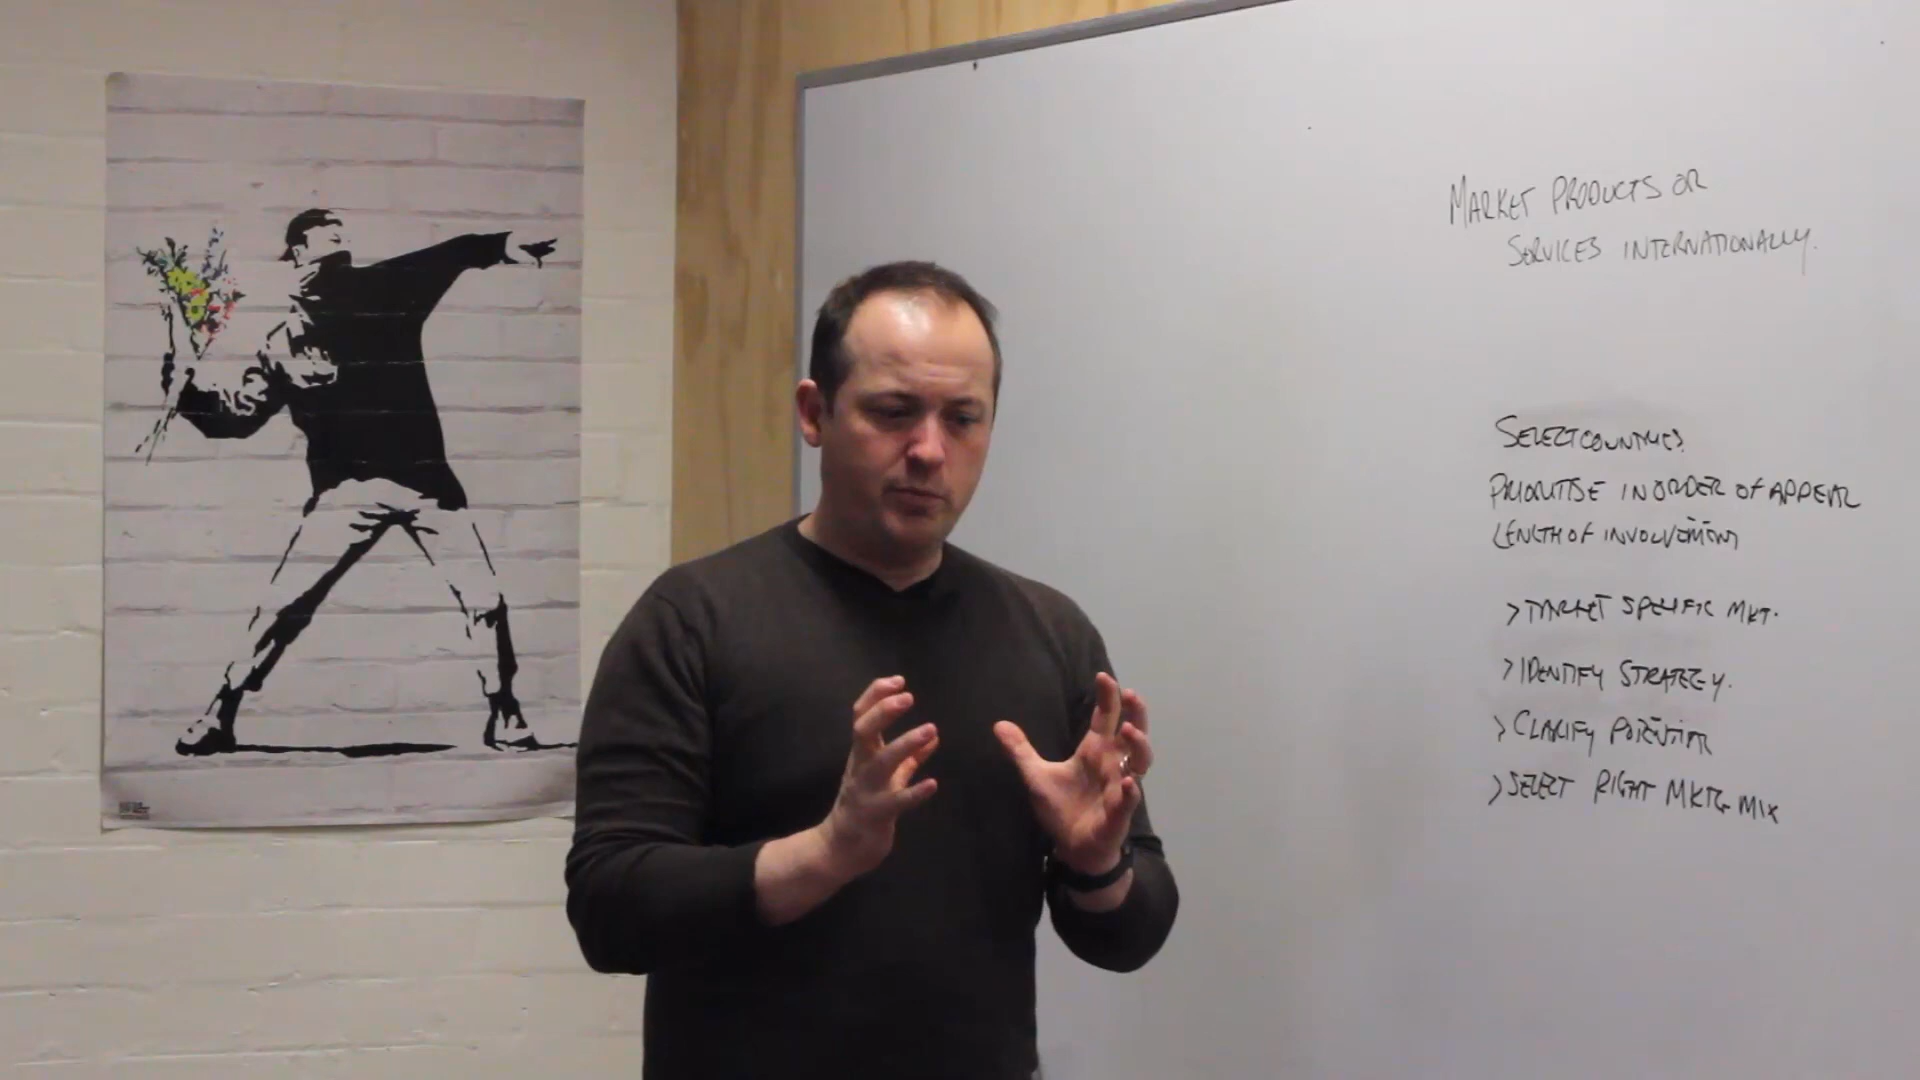 MARKET PRODUCTS OR
SERVICES INTERNATIONALLY.
SELECT COUNTRIES
PRIORITISE IN ORDER OF APPEAL
LENGTH OF INVOLVEMENT
> TARGET SPECIFIC MKT.
> IDENTIFY STRATEGY.
> CLARIFY POTENTIAL
> SELECT RIGHT MKTG MIX